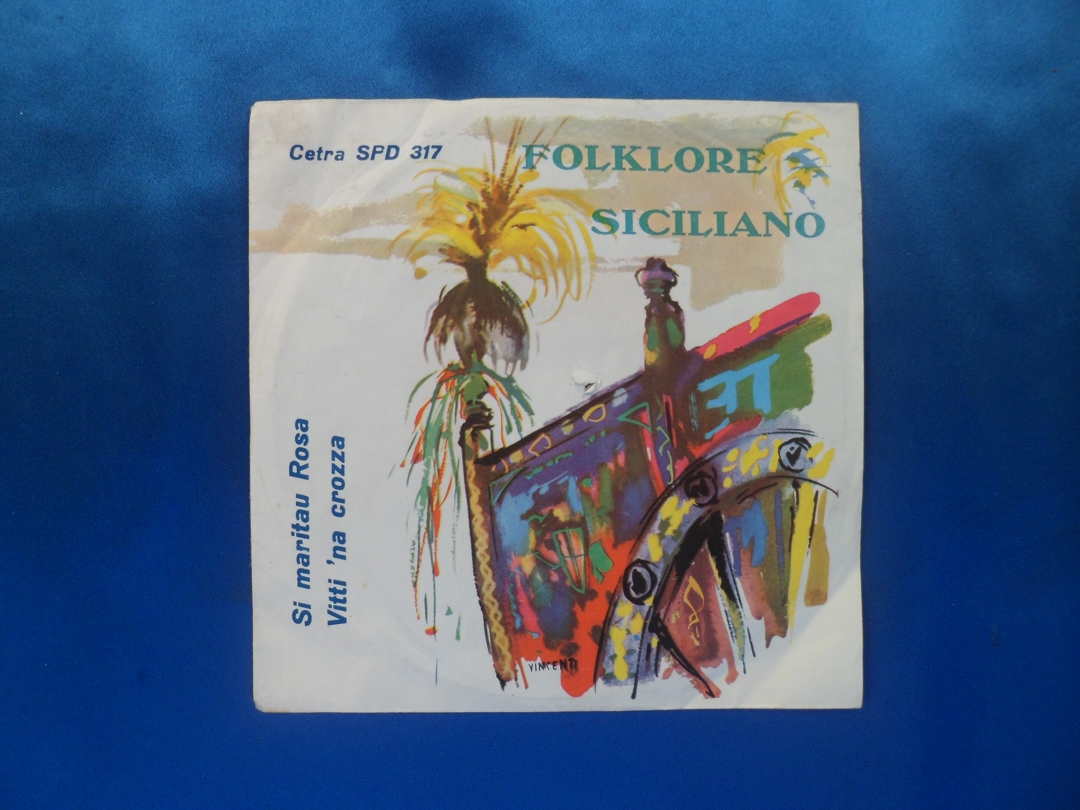 Cetra SPD 317
FOLKLORE
SICILIANO
Si maritau Rosa
Vitti 'na crozza
VINCENTI